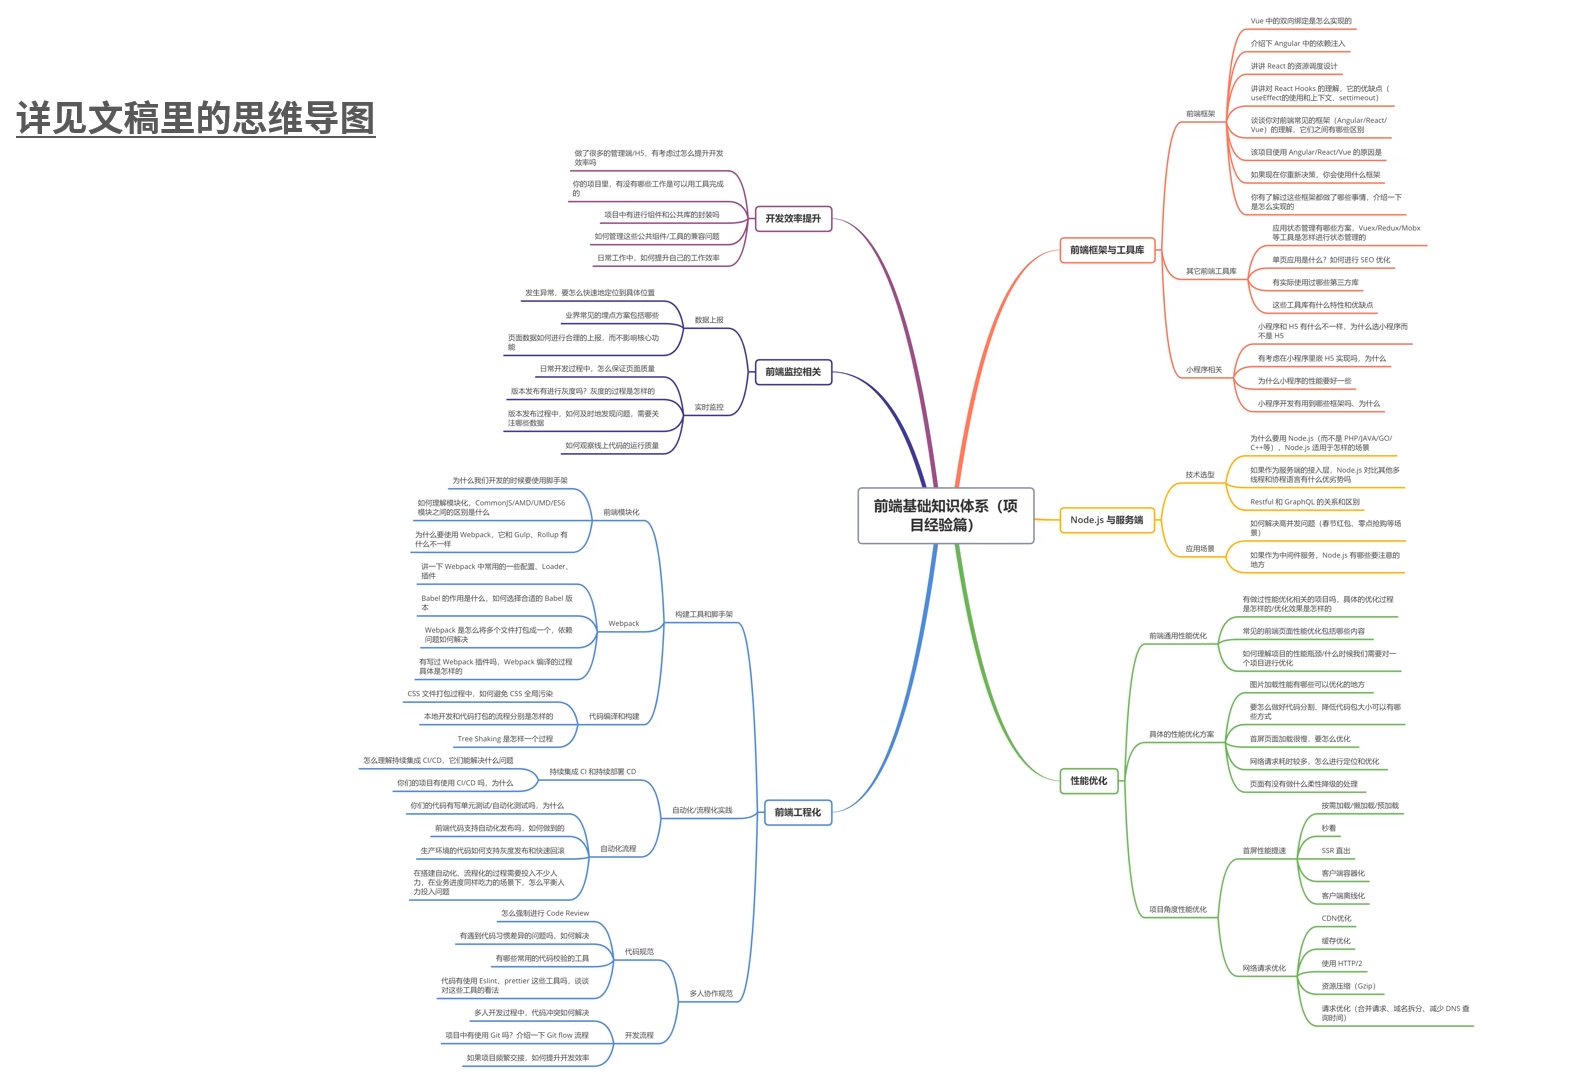 详见文稿里的思维导图
前端基础知识体系（项
目经验篇）
前端框架与工具库
前端框架
Vue 中的双向绑定是怎么实现的
介绍下 Angular 中的依赖注入
讲讲 React 的资源调度设计
讲讲对 React Hooks 的理解，它的优缺点（
useEffect的使用和上下文、settimeout）
谈谈你对前端常见的框架（Angular/React/
Vue）的理解，它们之间有哪些区别
该项目使用 Angular/React/Vue 的原因是
如果现在你重新决策，你会使用什么框架
你有了解过这些框架都做了哪些事情，介绍一下
是怎么实现的
其它前端工具库
应用状态管理有哪些方案，Vuex/Redux/Mobx
等工具是怎样进行状态管理的
单页应用是什么？如何进行 SEO 优化
有实际使用过哪些第三方库
这些工具库有什么特性和优缺点
小程序相关
小程序和 H5 有什么不一样，为什么选小程序而
不是 H5
有考虑在小程序里嵌 H5 实现吗，为什么
为什么小程序的性能要好一些
小程序开发有用到哪些框架吗，为什么
Node.js 与服务端
技术选型
为什么要用 Node.js（而不是 PHP/JAVA/GO/
C++等），Node.js 适用于怎样的场景
如果作为服务端的接入层，Node.js 对比其他多
线程和协程语言有什么优劣势吗
Restful 和 GraphQL 的关系和区别
应用场景
如何解决高并发问题（春节红包、零点抢购等场
景）
如果作为中间件服务，Node.js 有哪些要注意的
地方
性能优化
前端通用性能优化
有做过性能优化相关的项目吗，具体的优化过程
是怎样的/优化效果是怎样的
常见的前端页面性能优化包括哪些内容
如何理解项目的性能瓶颈/什么时候我们需要对一
个项目进行优化
具体的性能优化方案
图片加载性能有哪些可以优化的地方
要怎么做好代码分割、降低代码包大小可以有哪
些方式
首屏页面加载很慢，要怎么优化
网络请求耗时较多，怎么进行定位和优化
页面有没有做什么柔性降级的处理
项目角度性能优化
首屏性能提速
按需加载/懒加载/预加载
秒看
SSR 直出
客户端容器化
客户端离线化
网络请求优化
CDN优化
缓存优化
使用 HTTP/2
资源压缩（Gzip）
请求优化（合并请求、域名拆分，减少 DNS 查
询时间）
开发效率提升
做了很多的管理端/H5，有考虑过怎么提升开发
效率吗
你的项目里，有没有哪些工作是可以用工具完成
的
项目中有进行组件和公共库的封装吗
如何管理这些公共组件/工具的兼容问题
日常工作中，如何提升自己的工作效率
前端监控相关
数据上报
发生异常，要怎么快速地定位到具体位置
业界常见的埋点方案包括哪些
页面数据如何进行合理的上报，而不影响核心功
能
实时监控
日常开发过程中，怎么保证页面质量
版本发布有进行灰度吗？灰度的过程是怎样的
版本发布过程中，如何及时地发现问题，需要关
注哪些数据
如何观察线上代码的运行质量
前端工程化
构建工具和脚手架
前端模块化
为什么我们开发的时候要使用脚手架
如何理解模块化，CommonJS/AMD/UMD/ES6
模块之间的区别是什么
为什么要使用 Webpack，它和 Gulp、Rollup 有
什么不一样
Webpack
讲一下 Webpack 中常用的一些配置、Loader、
插件
Babel 的作用是什么，如何选择合适的 Babel 版
本
Webpack 是怎么将多个文件打包成一个，依赖
问题如何解决
有写过 Webpack 插件吗，Webpack 编译的过程
具体是怎样的
代码编译和构建
CSS 文件打包过程中，如何避免 CSS 全局污染
本地开发和代码打包的流程分别是怎样的
Tree Shaking 是怎样一个过程
自动化/流程化实践
持续集成 CI 和持续部署 CD
怎么理解持续集成 CI/CD，它们能解决什么问题
你们的项目有使用 CI/CD 吗，为什么
自动化流程
你们的代码有写单元测试/自动化测试吗，为什么
前端代码支持自动化发布吗，如何做到的
生产环境的代码如何支持灰度发布和快速回滚
在搭建自动化、流程化的过程需要投入不少人
力，在业务进度同样吃力的场景下，怎么平衡人
力投入问题
多人协作规范
代码规范
怎么强制进行 Code Review
有遇到代码习惯差异的问题吗，如何解决
有哪些常用的代码校验的工具
代码有使用 Eslint、prettier 这些工具吗，谈谈
对这些工具的看法
开发流程
多人开发过程中，代码冲突如何解决
项目中有使用 Git 吗？介绍一下 Git flow 流程
如果项目频繁交接，如何提升开发效率